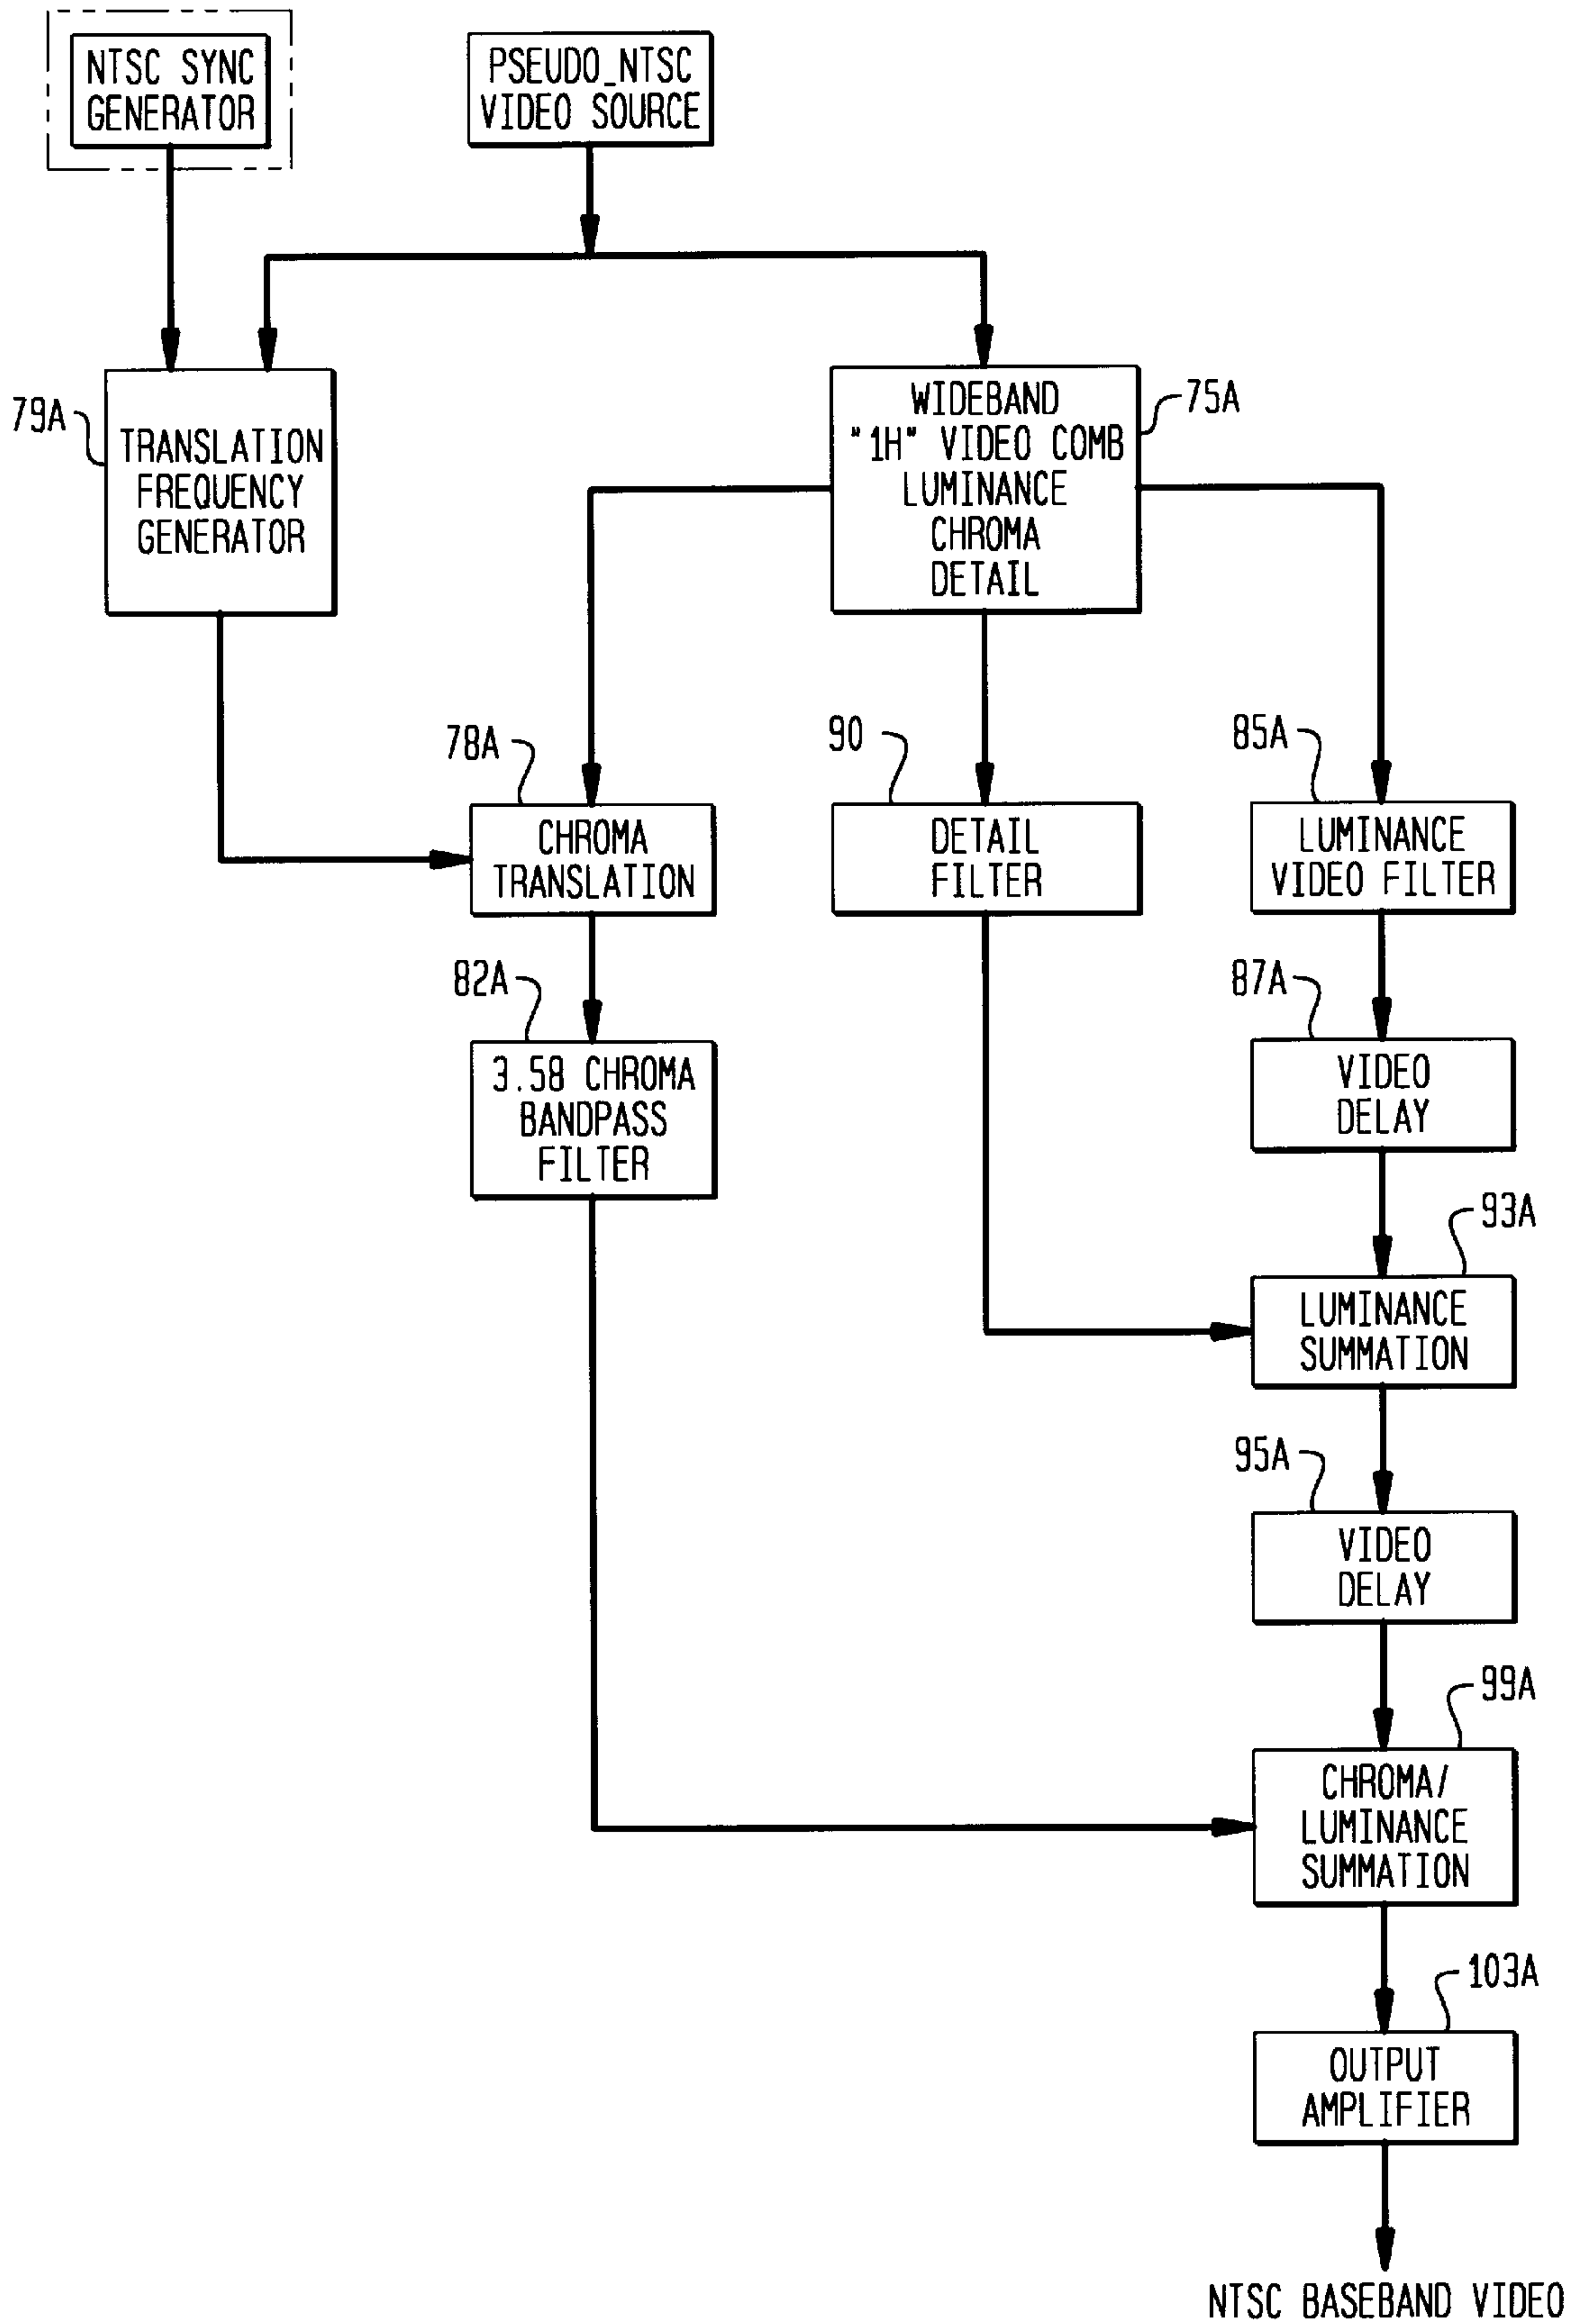 NTSC SYNC
GENERATOR
PSEUDO_NTSC
VIDEO SOURCE
79A
TRANSLATION
FREQUENCY
GENERATOR
WIDEBAND
"1H" VIDEO COMB
LUMINANCE
CHROMA
DETAIL
75A
78A
CHROMA
TRANSLATION
90
DETAIL
FILTER
85A
LUMINANCE
VIDEO FILTER
82A
3.58 CHROMA
BANDPASS
FILTER
87A
VIDEO
DELAY
93A
LUMINANCE
SUMMATION
95A
VIDEO
DELAY
99A
CHROMA/
LUMINANCE
SUMMATION
103A
OUTPUT
AMPLIFIER
NTSC BASEBAND VIDEO